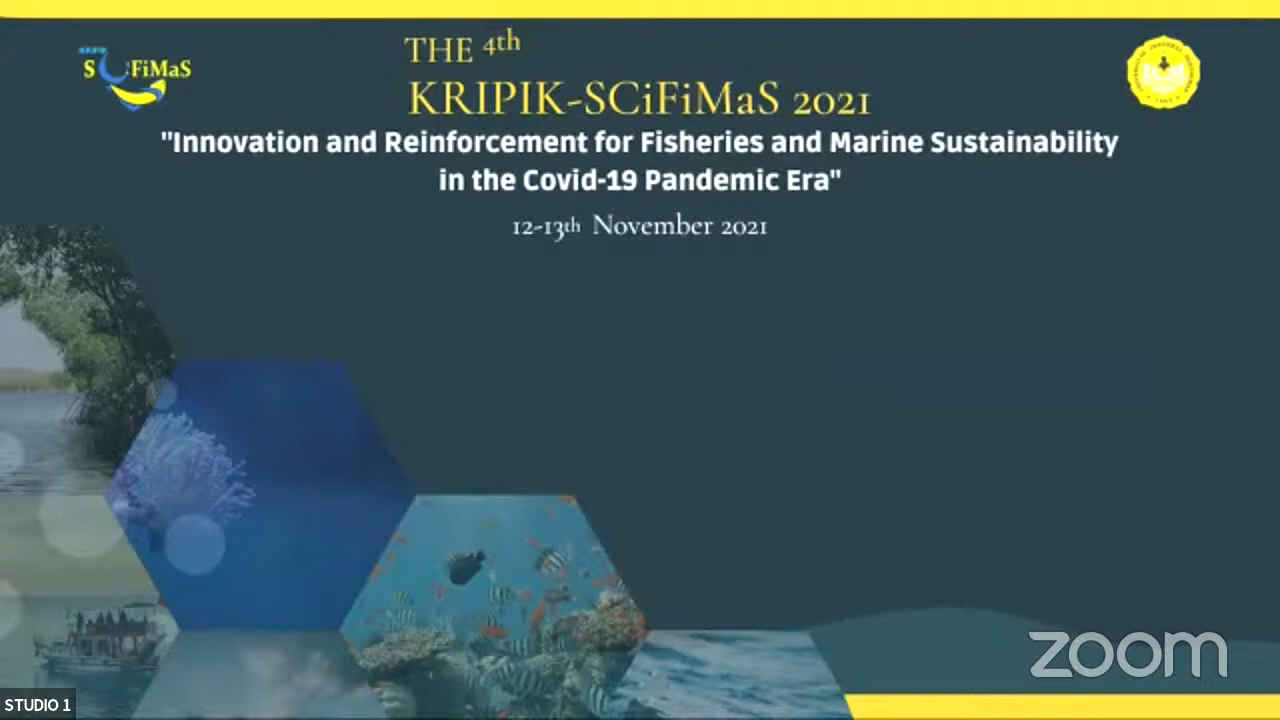 SCiFiMaS
THE 4th
KRIPIK-SCiFiMaS 2021
"Innovation and Reinforcement for Fisheries and Marine Sustainability
in the Covid-19 Pandemic Era"
12-13th November 2021
zoom
STUDIO 1